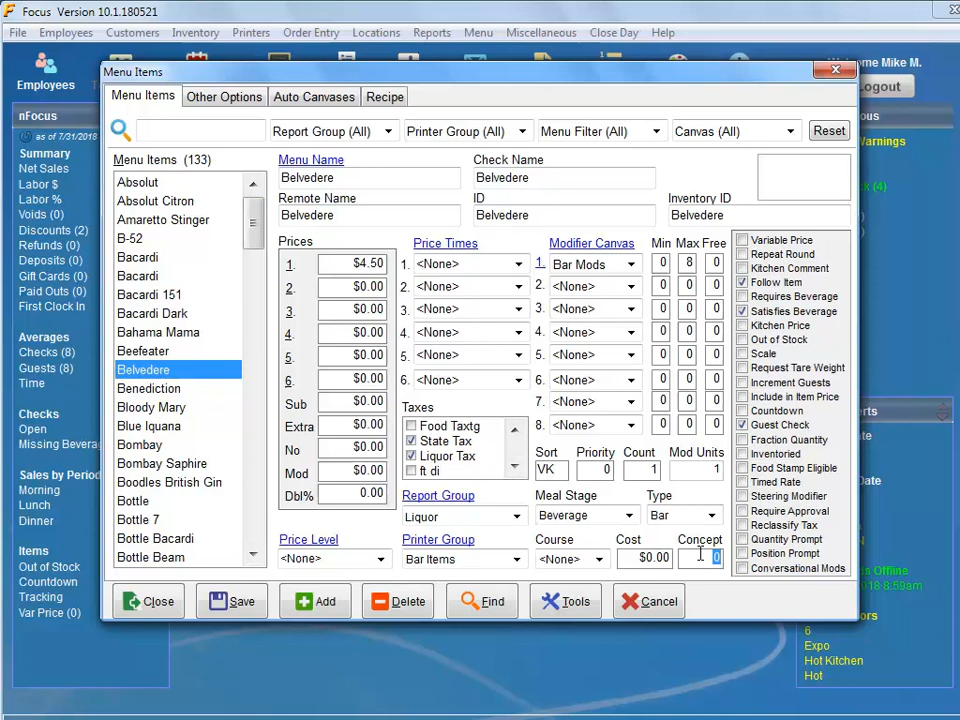 Focus Version 10.1.180521
File Employees Customers Inventory Printers Order Entry Locations Reports Menu Miscellaneous Close Day Help
Welcome Mike M.
Employees
Logout
nFocus
as of 7/31/2018
Summary
Net Sales
Labor $
Labor %
Voids (0)
Discounts (2)
Refunds (0)
Deposits (0)
Gift Cards (0)
Paid Outs (0)
First Clock In
Averages
Checks (8)
Guests (8)
Time
Checks
Open
Missing Beverag
Sales by Period
Morning
Lunch
Dinner
Items
Out of Stock
Countdown
Tracking
Var Price (0)
Menu Items
Menu Items Other Options Auto Canvases Recipe
Report Group (All) Printer Group (All) Menu Filter (All) Canvas (All) Reset
Menu Items (133)
Absolut
Absolut Citron
Amaretto Stinger
B-52
Bacardi
Bacardi
Bacardi 151
Bacardi Dark
Bahama Mama
Beefeater
Belvedere
Benediction
Bloody Mary
Blue Iquana
Bombay
Bombay Saphire
Boodles British Gin
Bottle
Bottle 7
Bottle Bacardi
Bottle Beam
Menu Name Check Name
Belvedere Belvedere
Remote Name ID Inventory ID
Belvedere Belvedere Belvedere
Prices Price Times Modifier Canvas Min Max Free
1. $4.50 1. <None> 1. Bar Mods 0 8 0
2. $0.00 2. <None> 2. <None> 0 0 0
3. $0.00 3. <None> 3. <None> 0 0 0
4. $0.00 4. <None> 4. <None> 0 0 0
5. $0.00 5. <None> 5. <None> 0 0 0
6. $0.00 6. <None> 6. <None> 0 0 0
Sub $0.00 7. <None> 0 0 0
Extra $0.00 8. <None> 0 0 0
No $0.00
Mod $0.00
Dbl% 0.00
Taxes
Food Taxtg
State Tax
Liquor Tax
ft di
Sort Priority Count Mod Units
VK 0 1 1
Report Group Meal Stage Type
Liquor Beverage Bar
Price Level Printer Group Course Cost Concept
<None> Bar Items <None> $0.00 0
Variable Price
Repeat Round
Kitchen Comment
Follow Item
Requires Beverage
Satisfies Beverage
Kitchen Price
Out of Stock
Scale
Request Tare Weight
Increment Guests
Include in Item Price
Countdown
Guest Check
Fraction Quantity
Inventoried
Food Stamp Eligible
Timed Rate
Steering Modifier
Require Approval
Reclassify Tax
Quantity Prompt
Position Prompt
Conversational Mods
Close Save Add Delete Find Tools Cancel
Warnings
Offline
018 8:59am
6
Expo
Hot Kitchen
Hot